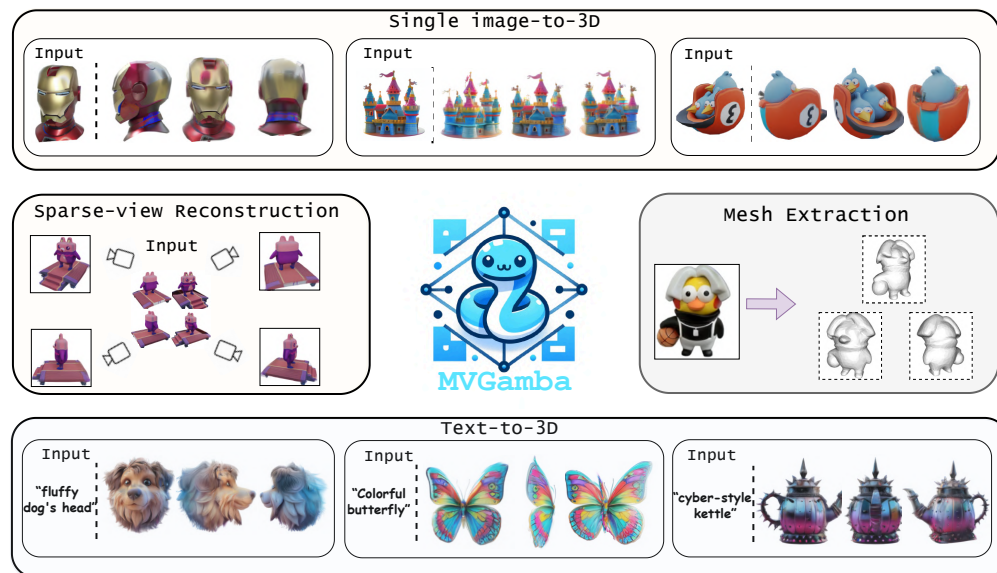 Single image-to-3D
Input
Input
Input
Sparse-view Reconstruction
Input
MVGamba
Mesh Extraction
Text-to-3D
Input
“fluffy
dog's head”
Input
“Colorful
butterfly”
Input
“cyber-style
kettle”